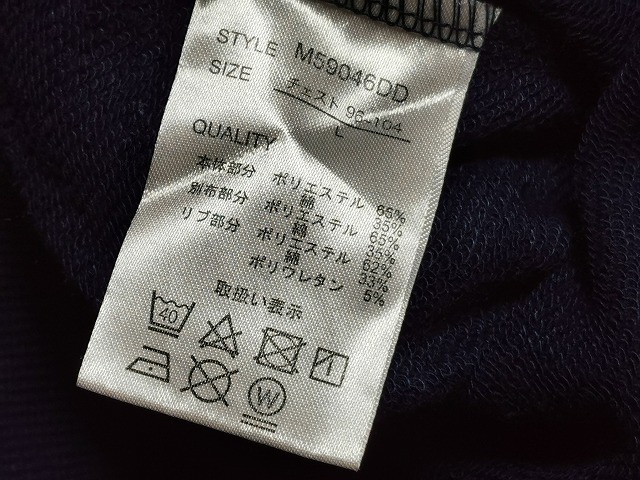 STYLE M59046DD
SIZE チェスト 96-104
L
QUALITY
本体部分 ポリエステル 65%
綿 35%
別布部分 ポリエステル 65%
綿 35%
リブ部分 ポリエステル 62%
綿 33%
ポリウレタン 5%
取扱い表示
40
W